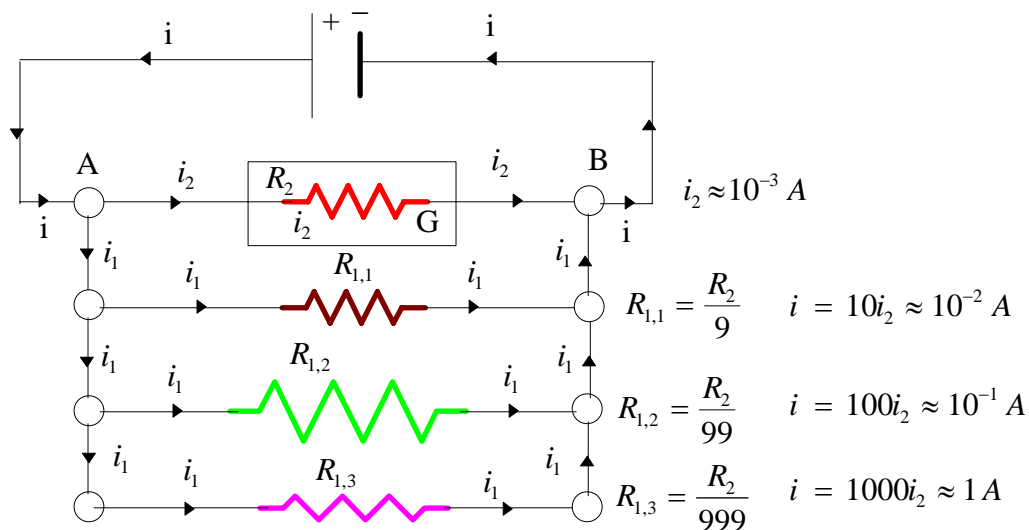 + −
i i
A B
i₂ R₂ i₂ G i₂ i₂ ≈ 10⁻³ A
i i
i₁ i₁
i₁ R₁,₁ i₁ R₁,₁ = R₂/9 i = 10i₂ ≈ 10⁻² A
i₁ i₁
i₁ R₁,₂ i₁ R₁,₂ = R₂/99 i = 100i₂ ≈ 10⁻¹ A
i₁ i₁
i₁ R₁,₃ i₁ R₁,₃ = R₂/999 i = 1000i₂ ≈ 1 A